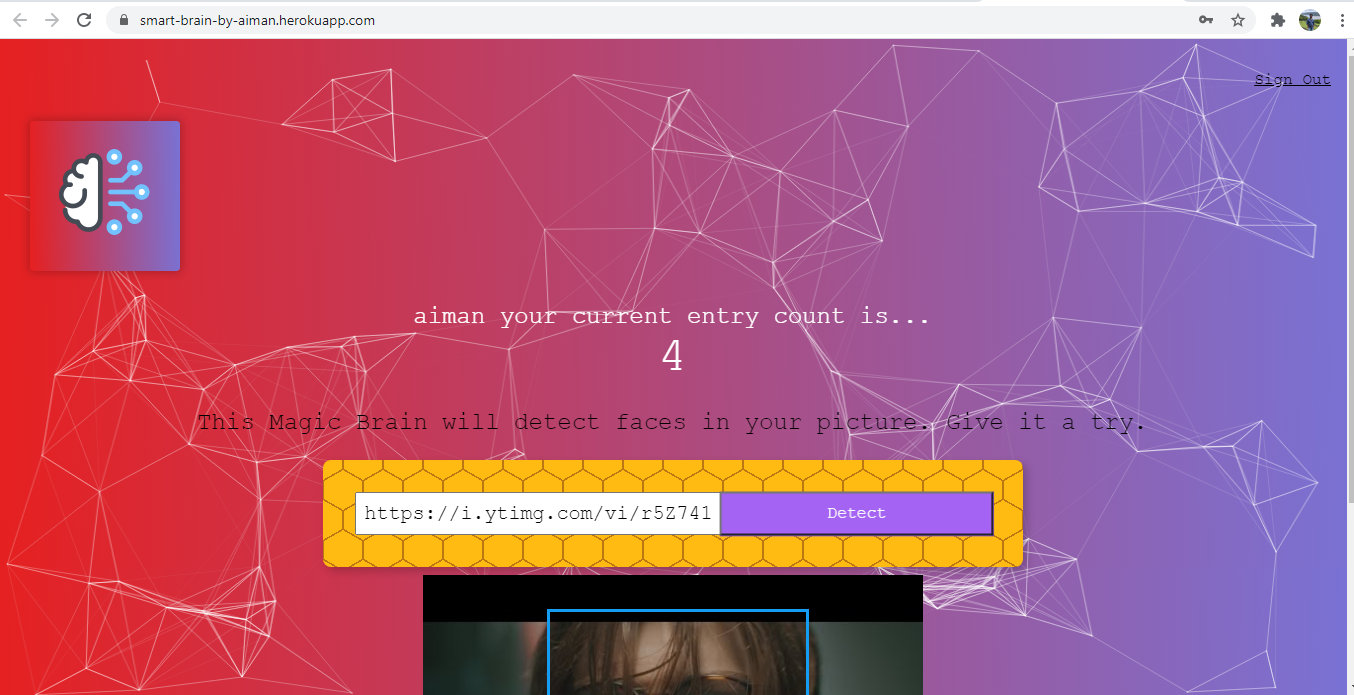 smart-brain-by-aiman.herokuapp.com
Sign Out
aiman your current entry count is...
4
This Magic Brain will detect faces in your picture. Give it a try.
https://i.ytimg.com/vi/r5Z741 Detect